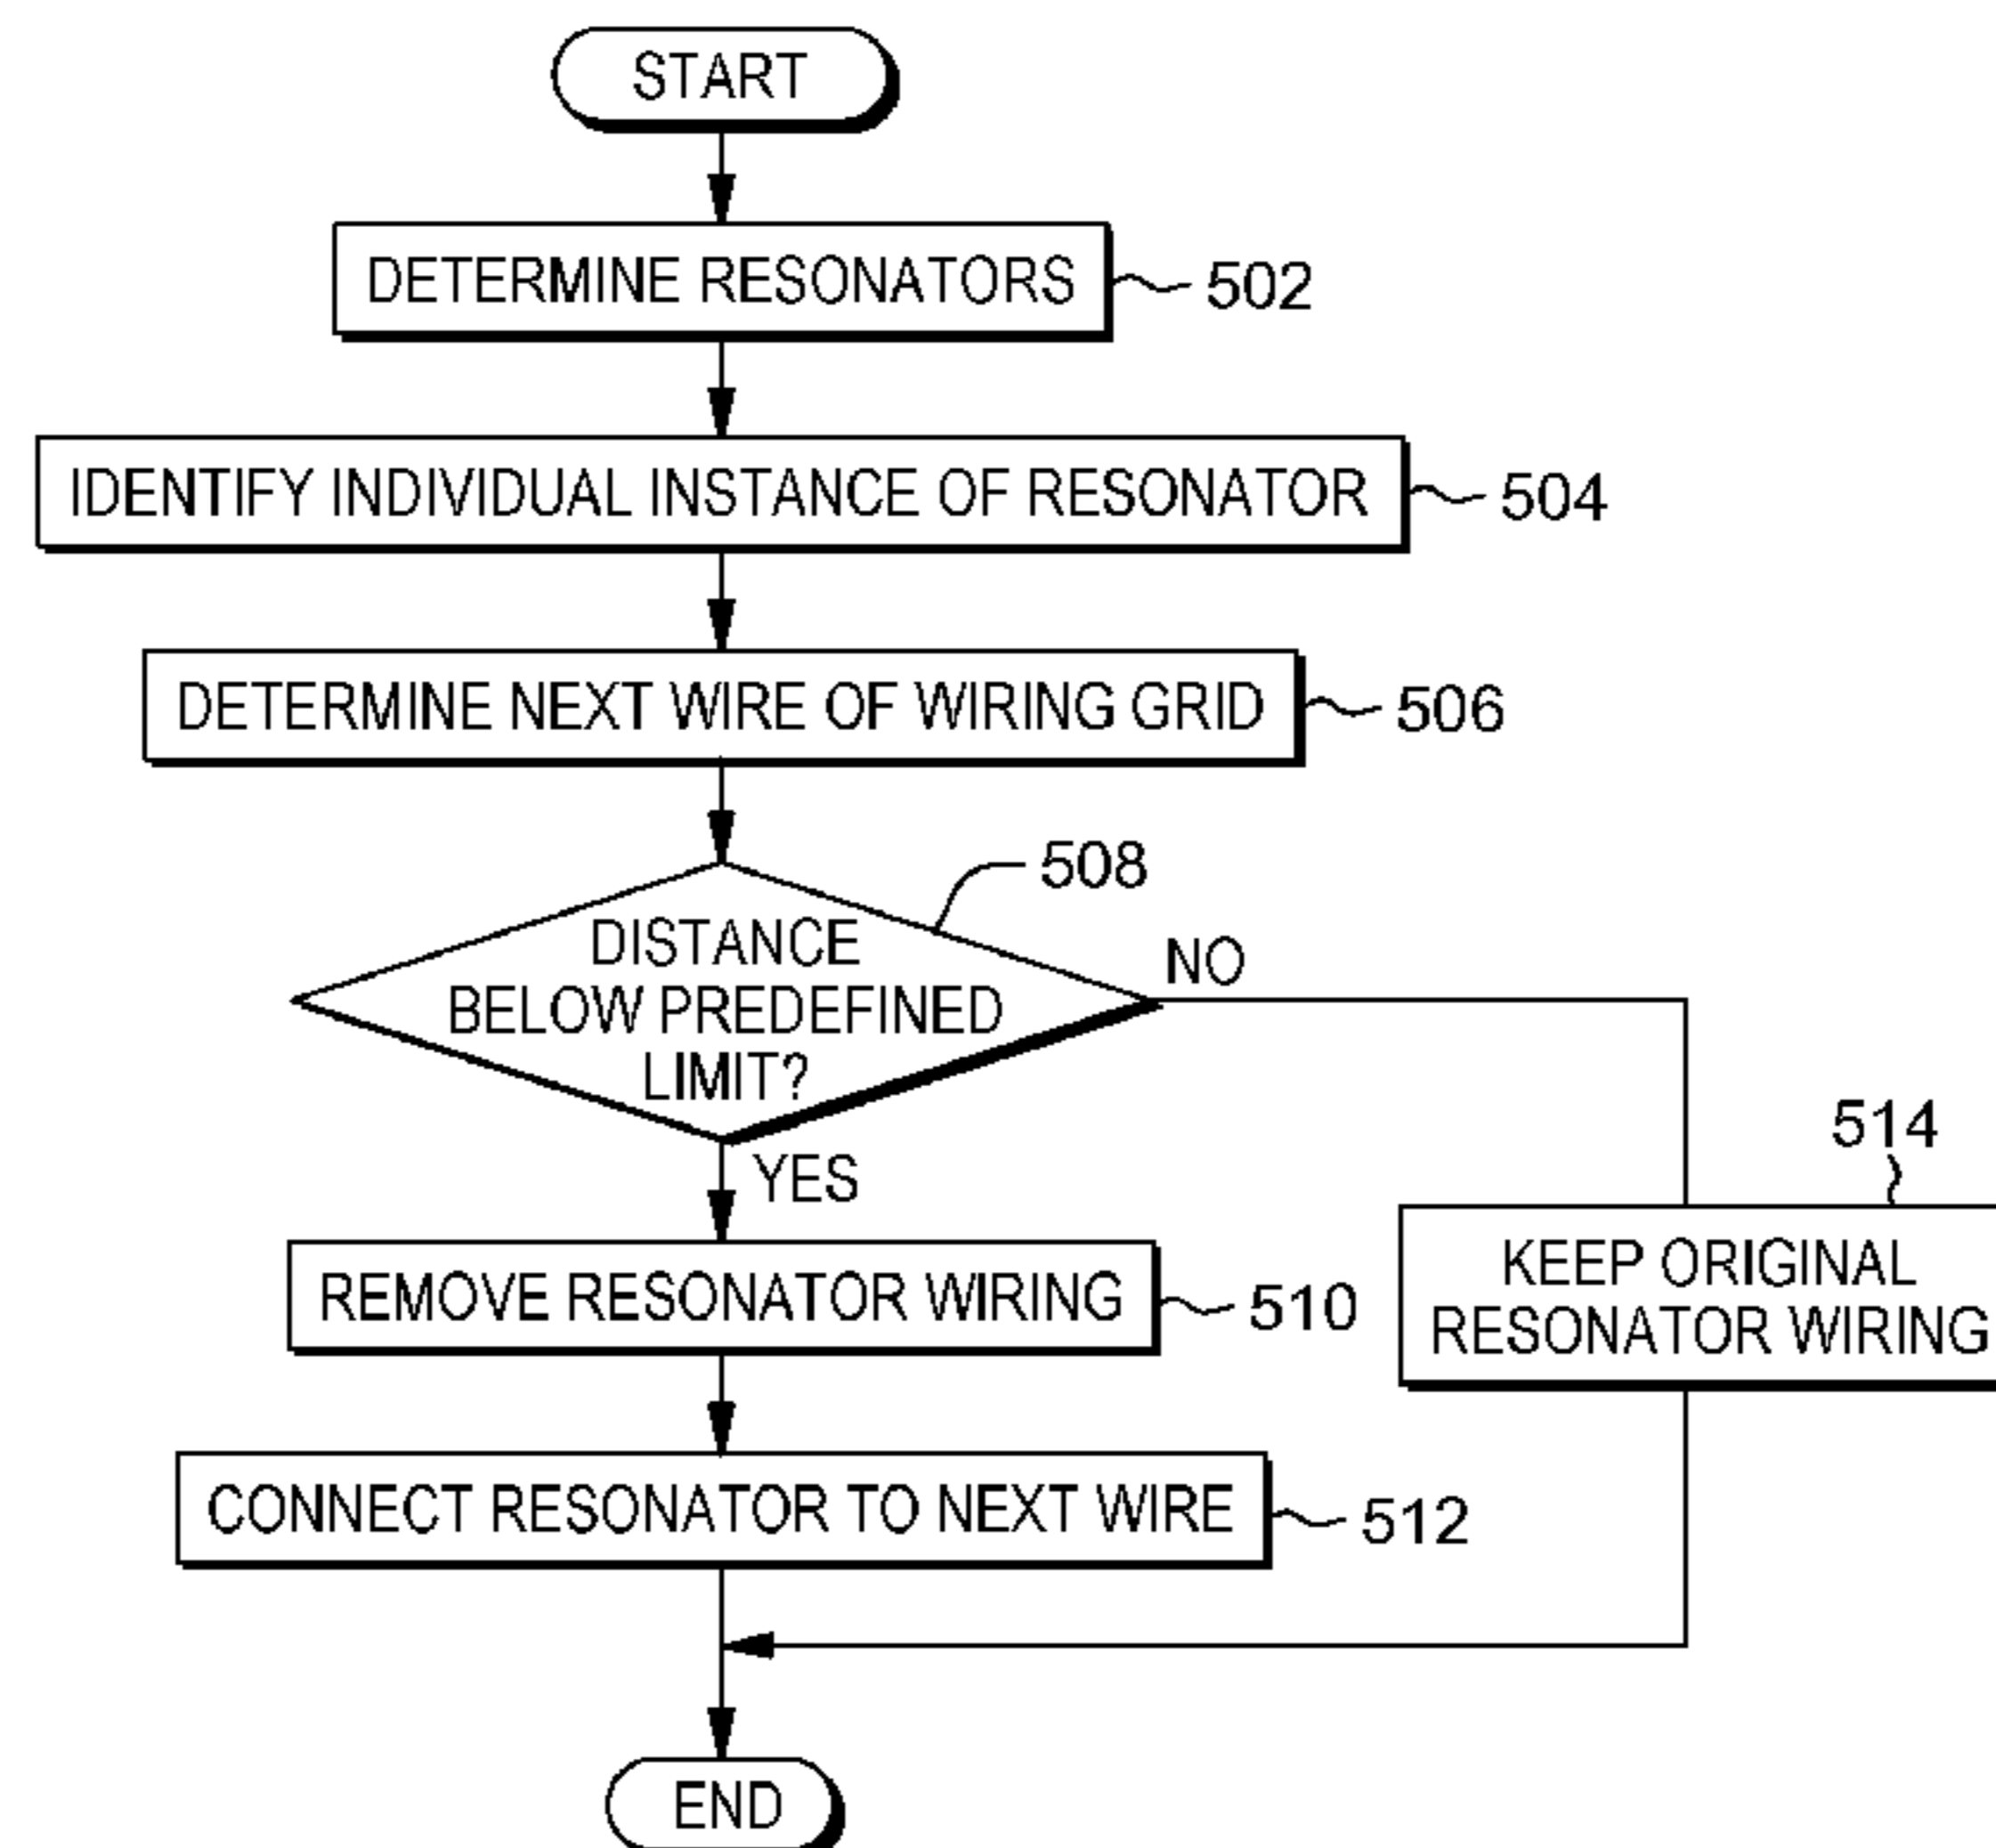 START
DETERMINE RESONATORS
502
IDENTIFY INDIVIDUAL INSTANCE OF RESONATOR
504
DETERMINE NEXT WIRE OF WIRING GRID
506
508
DISTANCE
BELOW PREDEFINED
LIMIT?
NO
YES
514
KEEP ORIGINAL
RESONATOR WIRING
REMOVE RESONATOR WIRING
510
CONNECT RESONATOR TO NEXT WIRE
512
END